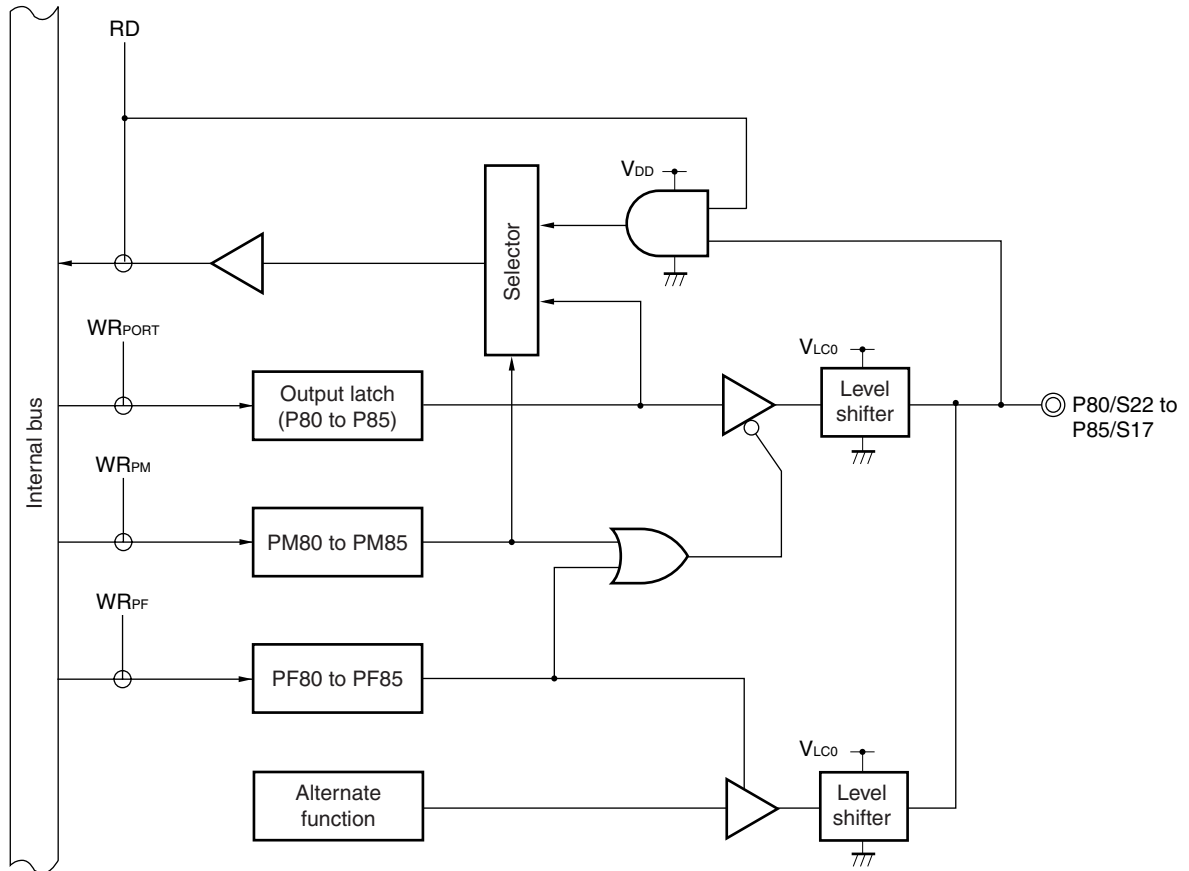 RD
VDD
Selector
WRPORT
VLC0
Output latch
(P80 to P85)
Level
shifter
P80/S22 to
P85/S17
Internal bus
WRPM
PM80 to PM85
WRPF
PF80 to PF85
VLC0
Alternate
function
Level
shifter